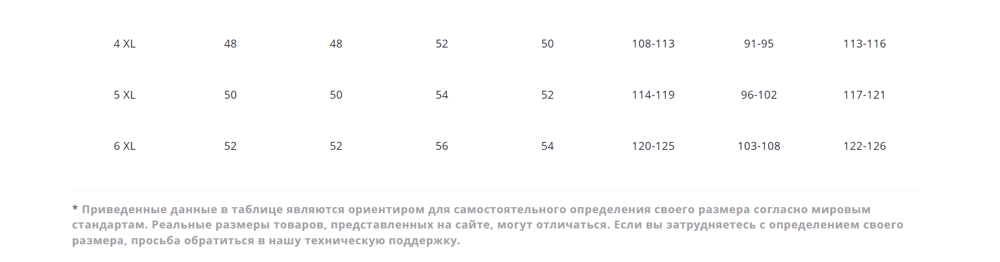 4 XL 48 48 52 50 108-113 91-95 113-116
5 XL 50 50 54 52 114-119 96-102 117-121
6 XL 52 52 56 54 120-125 103-108 122-126
* Приведенные данные в таблице являются ориентиром для самостоятельного определения своего размера согласно мировым
стандартам. Реальные размеры товаров, представленных на сайте, могут отличаться. Если вы затрудняетесь с определением своего
размера, просьба обратиться в нашу техническую поддержку.